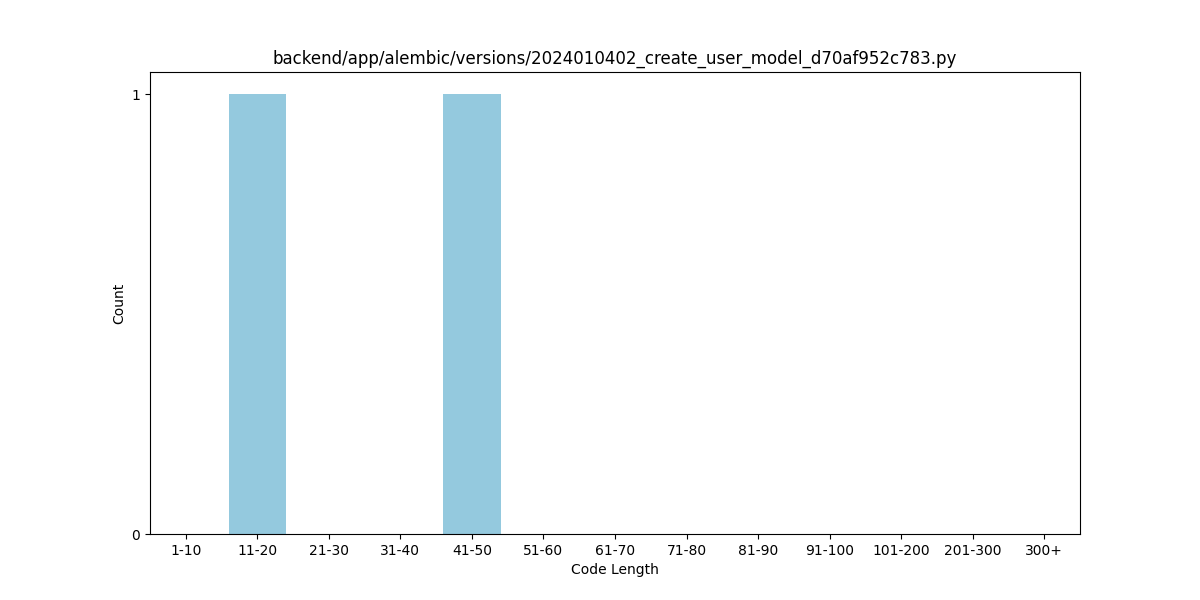 backend/app/alembic/versions/2024010402_create_user_model_d70af952c783.py
1
Count
0
1-10 11-20 21-30 31-40 41-50 51-60 61-70 71-80 81-90 91-100 101-200 201-300 300+
Code Length